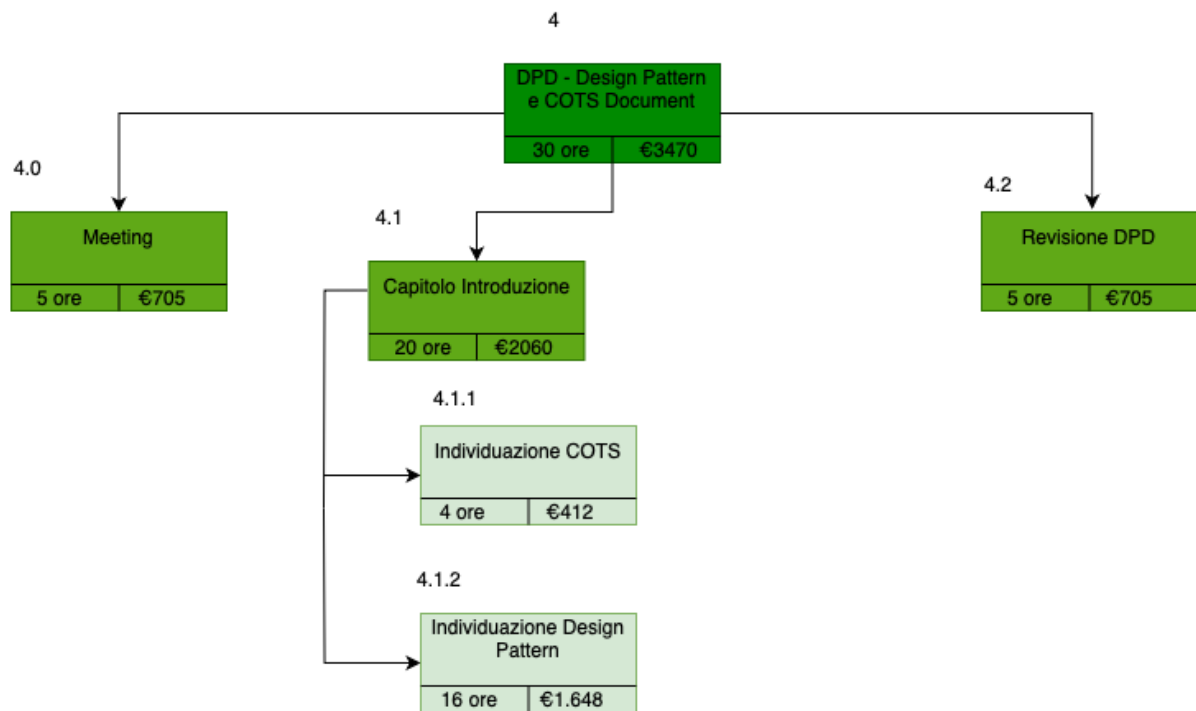 4
DPD - Design Pattern
e COTS Document
30 ore €3470
4.0
Meeting
5 ore €705
4.1
Capitolo Introduzione
20 ore €2060
4.2
Revisione DPD
5 ore €705
4.1.1
Individuazione COTS
4 ore €412
4.1.2
Individuazione Design
Pattern
16 ore €1.648